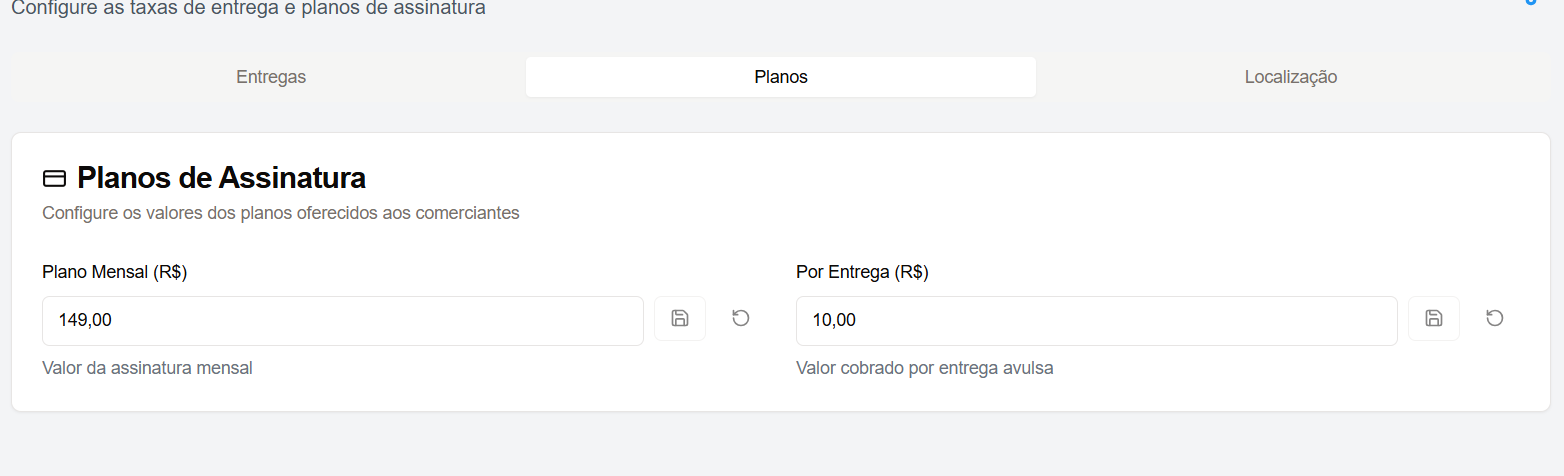 Configure as taxas de entrega e planos de assinatura
Entregas
Planos
Localização
Planos de Assinatura
Configure os valores dos planos oferecidos aos comerciantes
Plano Mensal (R$)
Por Entrega (R$)
149,00
10,00
Valor da assinatura mensal
Valor cobrado por entrega avulsa